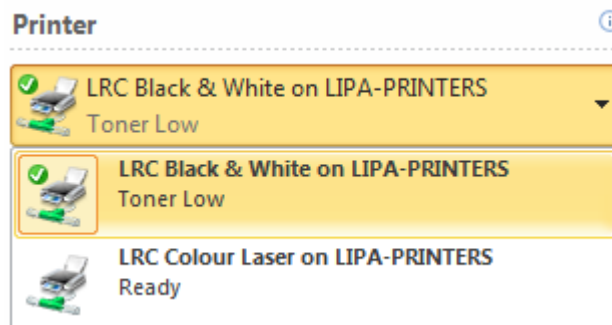 Printer
LRC Black & White on LIPA-PRINTERS
Toner Low
LRC Black & White on LIPA-PRINTERS
Toner Low
LRC Colour Laser on LIPA-PRINTERS
Ready